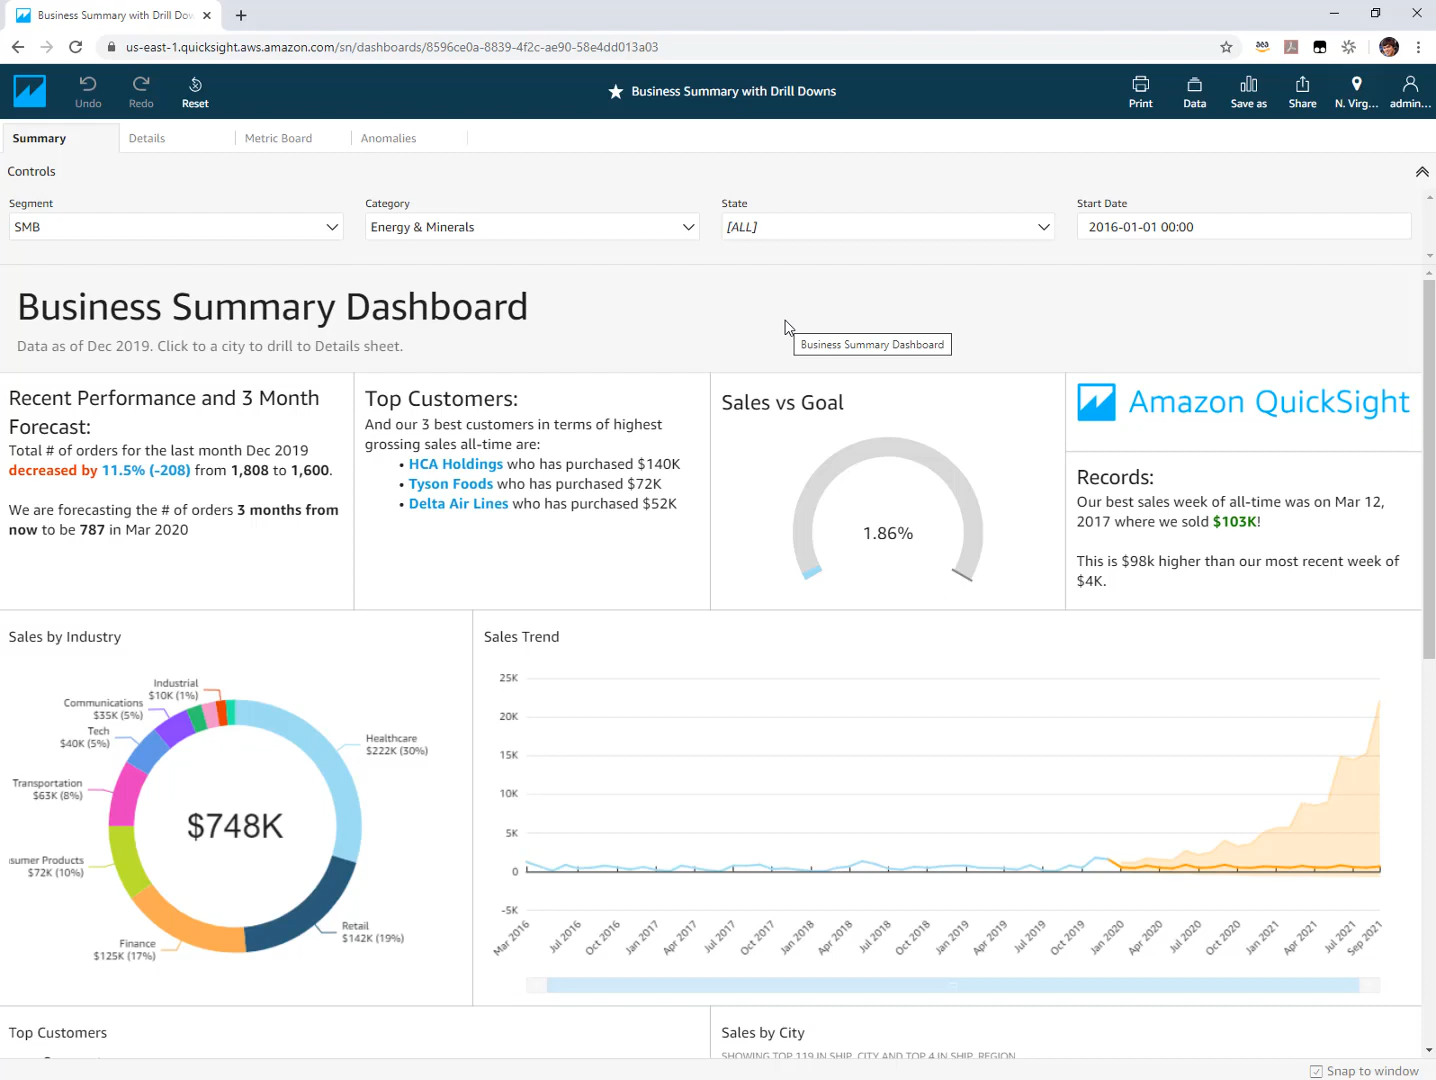 Business Summary with Drill Dow
us-east-1.quicksight.aws.amazon.com/sn/dashboards/8596ce0a-8839-4f2c-ae90-58e4dd013a03
Undo
Redo
Reset
Business Summary with Drill Downs
Print
Data
Save as
Share
N. Virg...
admin...
Summary
Details
Metric Board
Anomalies
Controls
Segment
Category
State
Start Date
SMB
Energy & Minerals
[ALL]
2016-01-01 00:00
Business Summary Dashboard
Data as of Dec 2019. Click to a city to drill to Details sheet.
Business Summary Dashboard
Recent Performance and 3 Month
Forecast:
Total # of orders for the last month Dec 2019
decreased by 11.5% (-208) from 1,808 to 1,600.
We are forecasting the # of orders 3 months from
now to be 787 in Mar 2020
Top Customers:
And our 3 best customers in terms of highest
grossing sales all-time are:
• HCA Holdings who has purchased $140K
• Tyson Foods who has purchased $72K
• Delta Air Lines who has purchased $52K
Sales vs Goal
1.86%
Amazon QuickSight
Records:
Our best sales week of all-time was on Mar 12,
2017 where we sold $103K!
This is $98k higher than our most recent week of
$4K.
Sales by Industry
Industrial
$10K (1%)
Communications
$35K (5%)
Tech
$40K (5%)
Transportation
$63K (8%)
sumer Products
$72K (10%)
Finance
$125K (17%)
Retail
$142K (19%)
Healthcare
$222K (30%)
$748K
Sales Trend
25K
20K
15K
10K
5K
0
-5K
Mar 2016
Jul 2016
Oct 2016
Jan 2017
Apr 2017
Jul 2017
Oct 2017
Jan 2018
Apr 2018
Jul 2018
Oct 2018
Jan 2019
Apr 2019
Jul 2019
Oct 2019
Jan 2020
Apr 2020
Jul 2020
Oct 2020
Jan 2021
Apr 2021
Jul 2021
Sep 2021
Top Customers
Sales by City
SHOWING TOP 119 IN SHIP_CITY AND TOP 4 IN SHIP_REGION
Snap to window